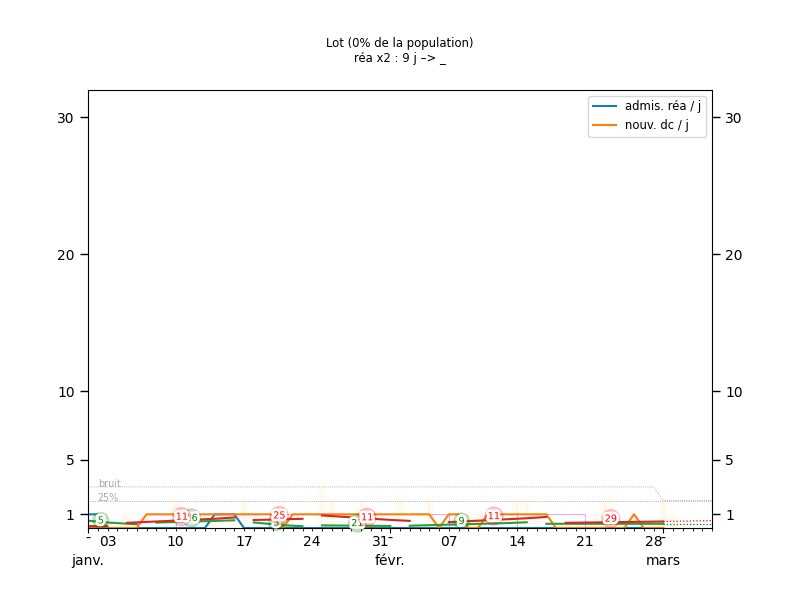 Lot (0% de la population)
réa x2 : 9 j –> _
admis. réa / j
nouv. dc / j
30 30
20 20
10 10
5 5
bruit
25%
1 1
5 11 6 25 11 21 9 11 29
- 03 10 17 24 31 07 14 21 28
janv. févr. mars